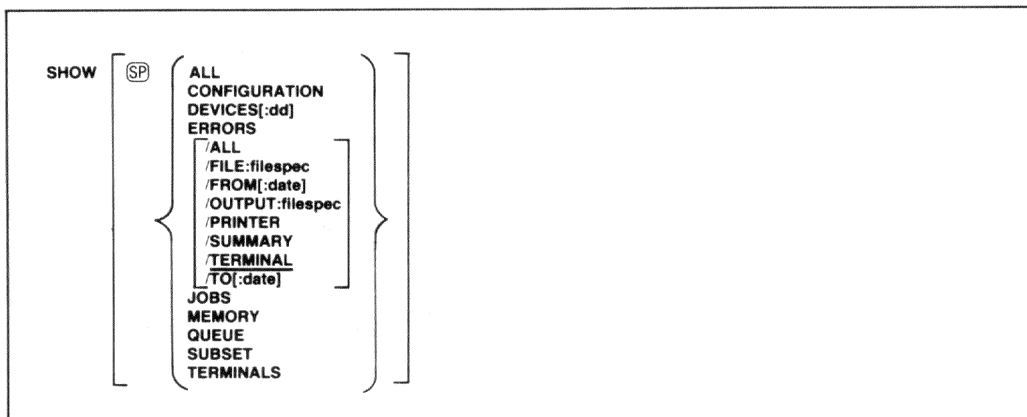 SHOW SP ALL
CONFIGURATION
DEVICES[:dd]
ERRORS
/ALL
/FILE:filespec
/FROM[:date]
/OUTPUT:filespec
/PRINTER
/SUMMARY
/TERMINAL
/TO[:date]
JOBS
MEMORY
QUEUE
SUBSET
TERMINALS